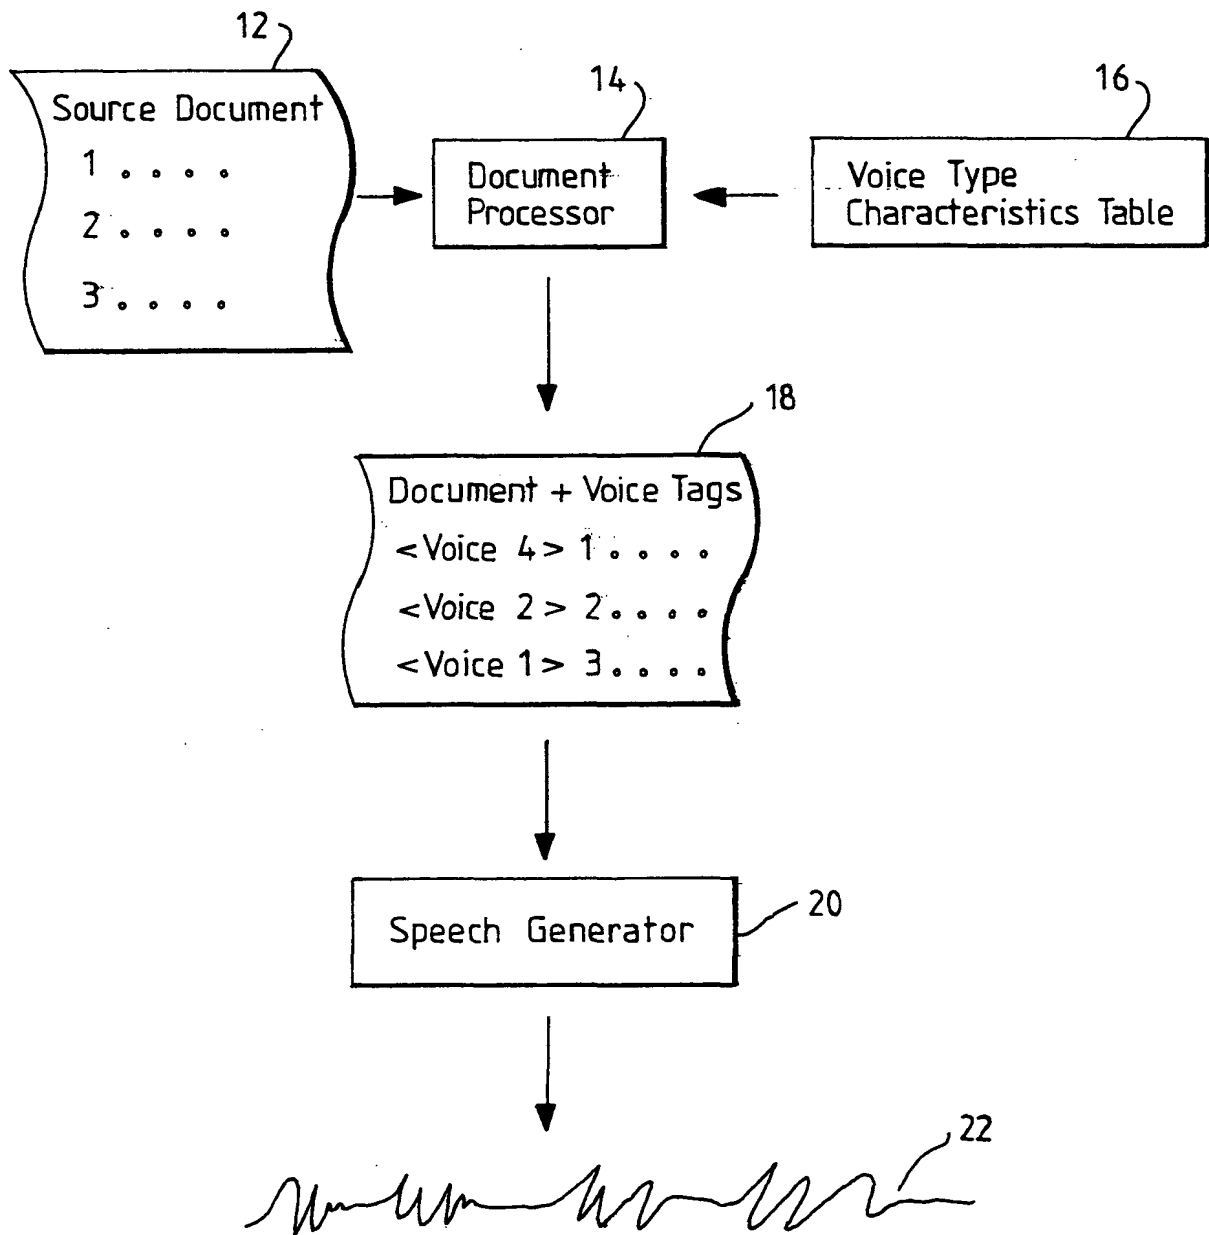 12
Source Document
1 . . . .
2 . . . .
3 . . . .
14
Document
Processor
16
Voice Type
Characteristics Table
18
Document + Voice Tags
<Voice 4> 1 . . . .
<Voice 2> 2 . . . .
<Voice 1> 3 . . . .
Speech Generator
20
22